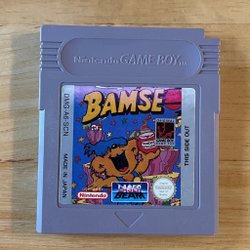 Nintendo GAME BOY
BAMSE
DMG-A6-SCN
MADE IN JAPAN
THIS SIDE OUT
Nintendo